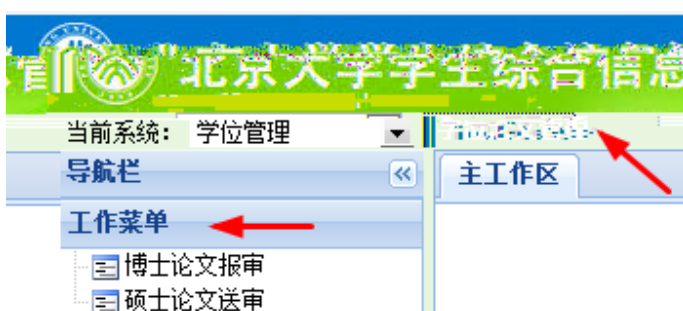 北京大学学生综合信息
当前系统： 学位管理
导航栏
主工作区
工作菜单
博士论文报审
硕士论文送审